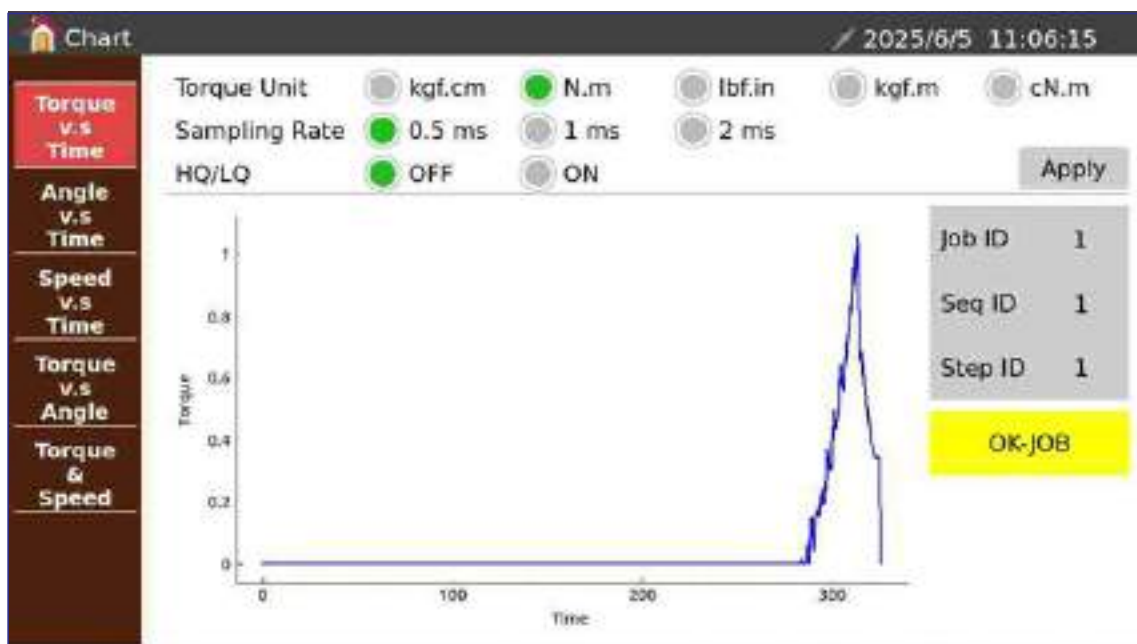 Chart
2025/6/5 11:06:15
Torque
v.s
Time
Angle
v.s
Time
Speed
v.s
Time
Torque
v.s
Angle
Torque
&
Speed
Torque Unit kgf.cm N.m lbf.in kgf.m cN.m
Sampling Rate 0.5 ms 1 ms 2 ms
HQ/LQ OFF ON
Apply
1
0.8
0.6
0.4
0.2
0
Torque
0 100 200 300
Time
Job ID 1
Seq ID 1
Step ID 1
OK-JOB